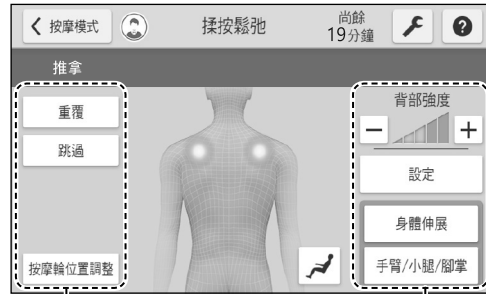 按摩模式
揉按鬆弛
尚餘
19分鐘
推拿
重覆
跳過
按摩輪位置調整
背部強度
設定
身體伸展
手臂/小腿/腳掌